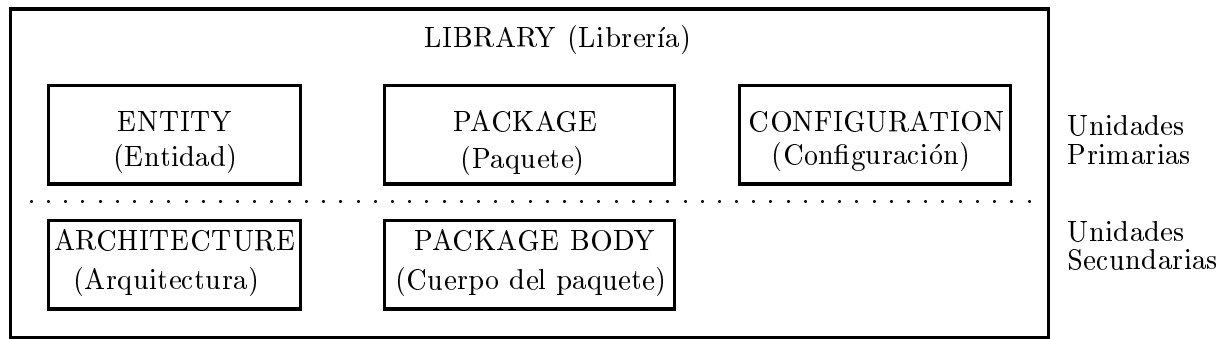 LIBRARY (Librería)
ENTITY
(Entidad)
PACKAGE
(Paquete)
CONFIGURATION
(Configuración)
Unidades
Primarias
ARCHITECTURE
(Arquitectura)
PACKAGE BODY
(Cuerpo del paquete)
Unidades
Secundarias